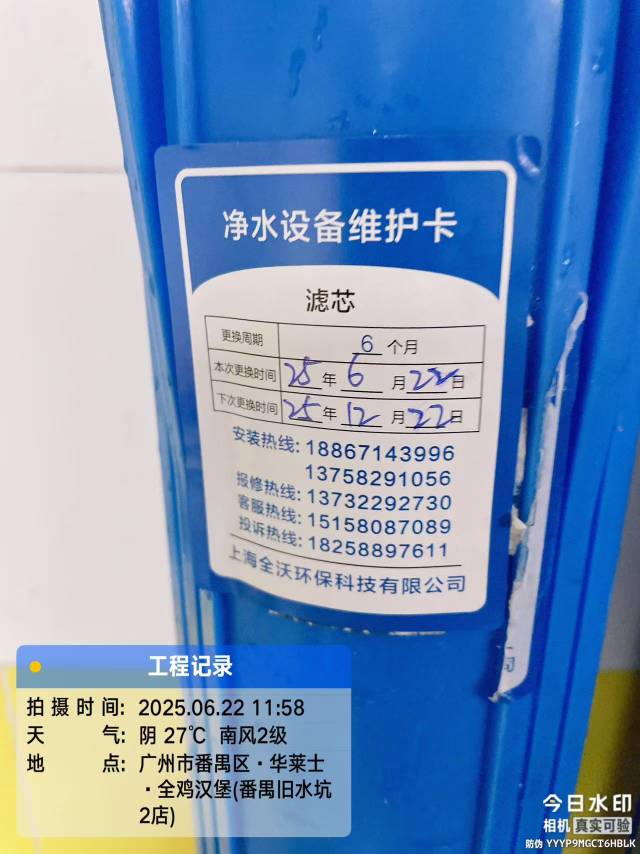 净水设备维护卡
滤芯
更换周期 6 个月
本次更换时间 25 年 6 月 22 日
下次更换时间 25 年 12 月 22 日
安装热线: 18867143996
13758291056
报修热线: 13732292730
客服热线: 15158087089
投诉热线: 18258897611
上海全沃环保科技有限公司
司
工程记录
拍摄时间: 2025.06.22 11:58
天气: 阴 27℃ 南风2级
地点: 广州市番禺区·华莱士
·全鸡汉堡(番禺旧水坑
2店)
今日水印
相机 真实可验
防伪 YYYP9MGCT6HBLK